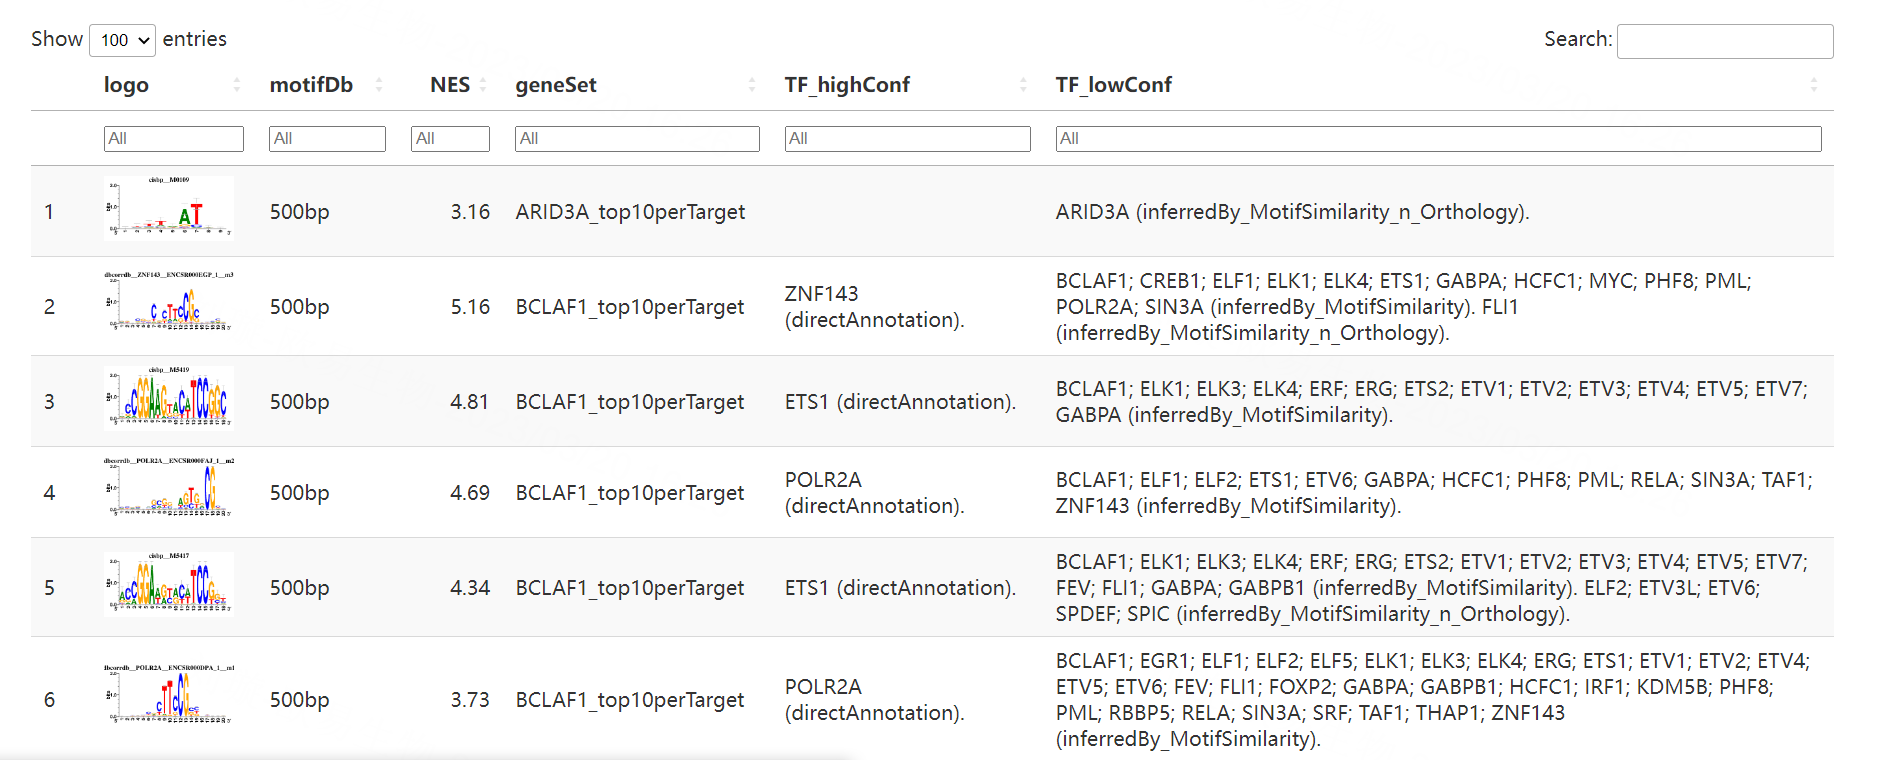 Show 100 entries Search:
logo motifDb NES geneSet TF_highConf TF_lowConf
All All All All All All
cisbp__M0109
1 500bp 3.16 ARID3A_top10perTarget ARID3A (inferredBy_MotifSimilarity_n_Orthology).
dbcorrdb__ZNF143__ENCSR000EGP_1__m3
2 500bp 5.16 BCLAF1_top10perTarget
ZNF143
(directAnnotation).
BCLAF1; CREB1; ELF1; ELK1; ELK4; ETS1; GABPA; HCFC1; MYC; PHF8; PML;
POLR2A; SIN3A (inferredBy_MotifSimilarity). FLI1
(inferredBy_MotifSimilarity_n_Orthology).
cisbp__M5419
3 500bp 4.81 BCLAF1_top10perTarget ETS1 (directAnnotation).
BCLAF1; ELK1; ELK3; ELK4; ERF; ERG; ETS2; ETV1; ETV2; ETV3; ETV4; ETV5; ETV7;
GABPA (inferredBy_MotifSimilarity).
dbcorrdb__POLR2A__ENCSR000FAJ_1__m2
4 500bp 4.69 BCLAF1_top10perTarget
POLR2A
(directAnnotation).
BCLAF1; ELF1; ELF2; ETS1; ETV6; GABPA; HCFC1; PHF8; PML; RELA; SIN3A; TAF1;
ZNF143 (inferredBy_MotifSimilarity).
cisbp__M5417
5 500bp 4.34 BCLAF1_top10perTarget ETS1 (directAnnotation).
BCLAF1; ELK1; ELK3; ELK4; ERF; ERG; ETS2; ETV1; ETV2; ETV3; ETV4; ETV5; ETV7;
FEV; FLI1; GABPA; GABPB1 (inferredBy_MotifSimilarity). ELF2; ETV3L; ETV6;
SPDEF; SPIC (inferredBy_MotifSimilarity_n_Orthology).
dbcorrdb__POLR2A__ENCSR000DPA_1__m1
6 500bp 3.73 BCLAF1_top10perTarget
POLR2A
(directAnnotation).
BCLAF1; EGR1; ELF1; ELF2; ELF5; ELK1; ELK3; ELK4; ERG; ETS1; ETV1; ETV2; ETV4;
ETV5; ETV6; FEV; FLI1; FOXP2; GABPA; GABPB1; HCFC1; IRF1; KDM5B; PHF8;
PML; RBBP5; RELA; SIN3A; SRF; TAF1; THAP1; ZNF143
(inferredBy_MotifSimilarity).